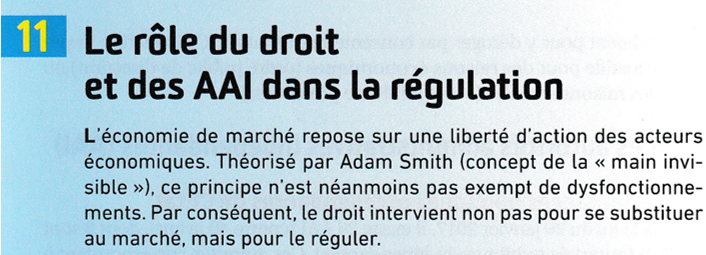 11
Le rôle du droit
et des AAI dans la régulation
L'économie de marché repose sur une liberté d'action des acteurs
économiques. Théorisé par Adam Smith (concept de la « main invi-
sible »), ce principe n'est néanmoins pas exempt de dysfonctionne-
ments. Par conséquent, le droit intervient non pas pour se substituer
au marché, mais pour le réguler.